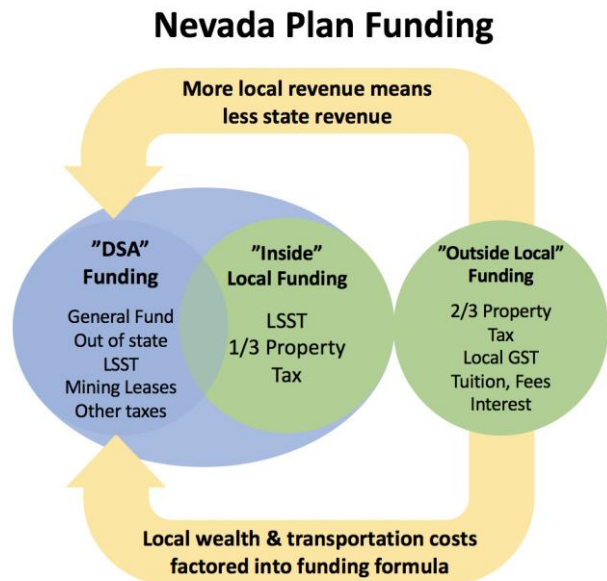 Nevada Plan Funding
More local revenue means
less state revenue
”DSA”
Funding
General Fund
Out of state
LSST
Mining Leases
Other taxes
”Inside”
Local Funding
LSST
1/3 Property
Tax
”Outside Local”
Funding
2/3 Property
Tax
Local GST
Tuition, Fees
Interest
Local wealth & transportation costs
factored into funding formula